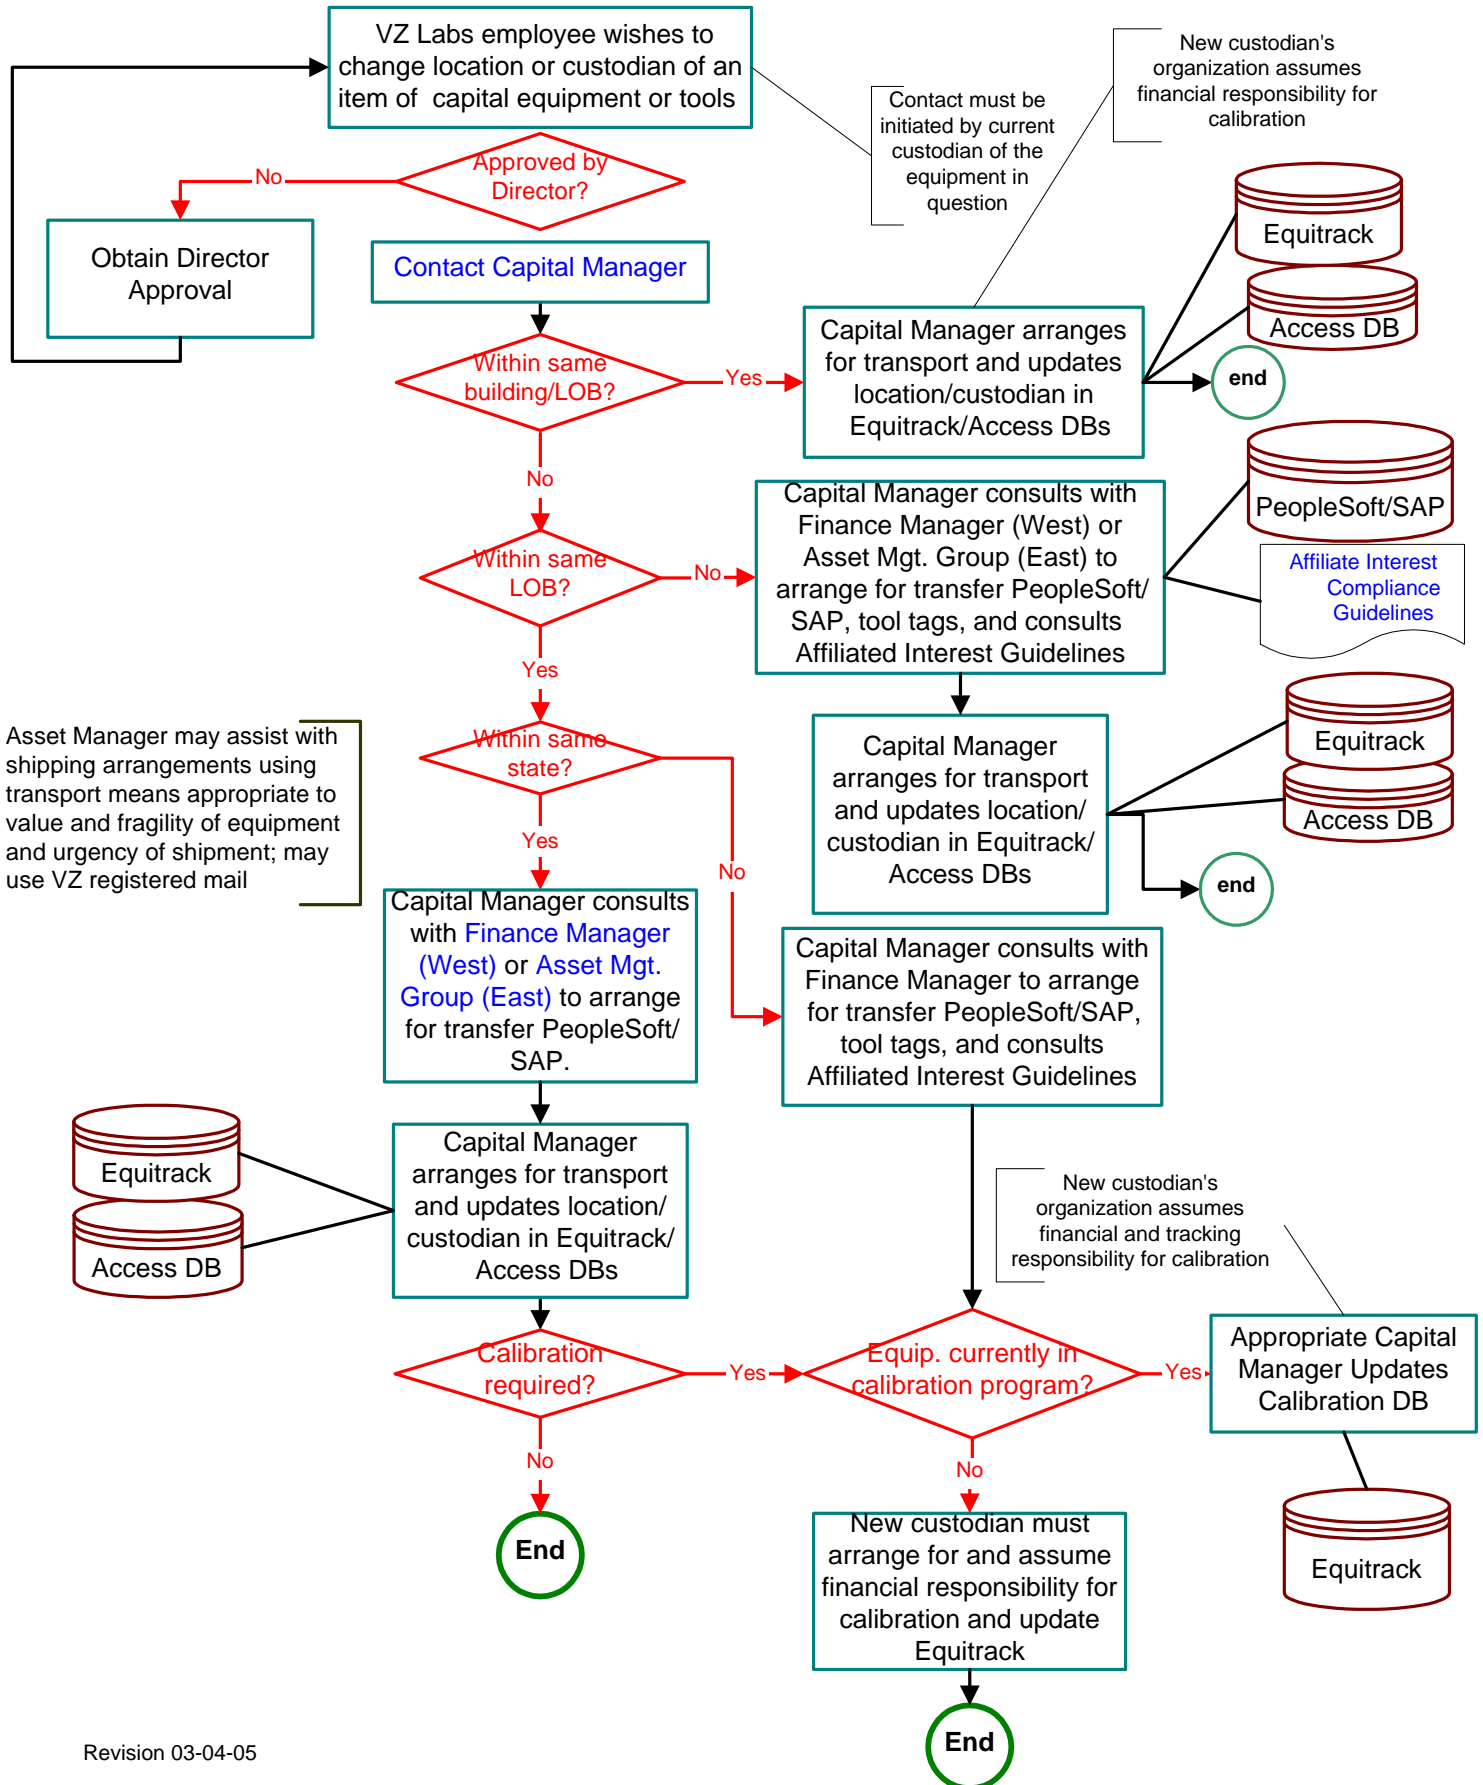 VZ Labs employee wishes to
change location or custodian of an
item of capital equipment or tools
New custodian's
organization assumes
financial responsibility for
calibration
Contact must be
initiated by current
custodian of the
equipment in
question
Approved by
Director?
No
Obtain Director
Approval
Contact Capital Manager
Equitrack
Access DB
Within same
building/LOB?
Yes
Capital Manager arranges
for transport and updates
location/custodian in
Equitrack/Access DBs
end
No
Within same
LOB?
No
Capital Manager consults with
Finance Manager (West) or
Asset Mgt. Group (East) to
arrange for transfer PeopleSoft/
SAP, tool tags, and consults
Affiliated Interest Guidelines
PeopleSoft/SAP
Affiliate Interest
Compliance
Guidelines
Yes
Within same
state?
Capital Manager
arranges for transport
and updates location/
custodian in Equitrack/
Access DBs
Equitrack
Access DB
end
Asset Manager may assist with
shipping arrangements using
transport means appropriate to
value and fragility of equipment
and urgency of shipment; may
use VZ registered mail
Yes
No
Capital Manager consults
with Finance Manager
(West) or Asset Mgt.
Group (East) to arrange
for transfer PeopleSoft/
SAP.
Capital Manager consults with
Finance Manager to arrange
for transfer PeopleSoft/SAP,
tool tags, and consults
Affiliated Interest Guidelines
Equitrack
Access DB
Capital Manager
arranges for transport
and updates location/
custodian in Equitrack/
Access DBs
New custodian's
organization assumes
financial and tracking
responsibility for calibration
Calibration
required?
Yes
Equip. currently in
calibration program?
Yes
Appropriate Capital
Manager Updates
Calibration DB
No
No
End
New custodian must
arrange for and assume
financial responsibility for
calibration and update
Equitrack
Equitrack
End
Revision 03-04-05